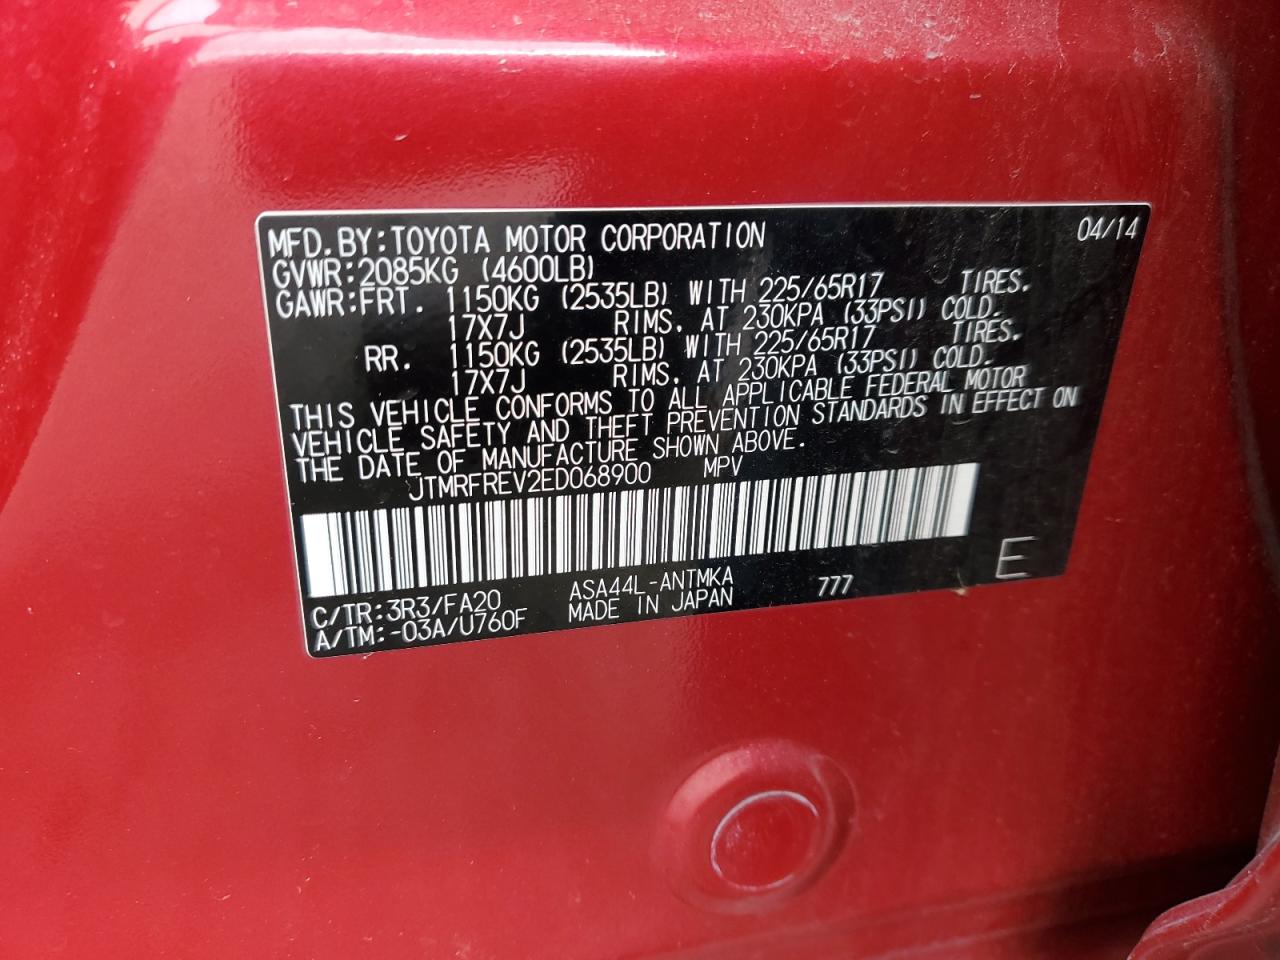 MFD.BY:TOYOTA MOTOR CORPORATION 04/14
GVWR:2085KG (4600LB)
GAWR:FRT. 1150KG (2535LB) WITH 225/65R17 TIRES.
17X7J RIMS. AT 230KPA (33PSI) COLD.
RR. 1150KG (2535LB) WITH 225/65R17 TIRES.
17X7J RIMS. AT 230KPA (33PSI) COLD.
THIS VEHICLE CONFORMS TO ALL APPLICABLE FEDERAL MOTOR
VEHICLE SAFETY AND THEFT PREVENTION STANDARDS IN EFFECT ON
THE DATE OF MANUFACTURE SHOWN ABOVE.
JTMRFREV2ED068900 MPV
C/TR:3R3/FA20 ASA44L-ANTMKA 777 E
A/TM:-03A/U760F MADE IN JAPAN